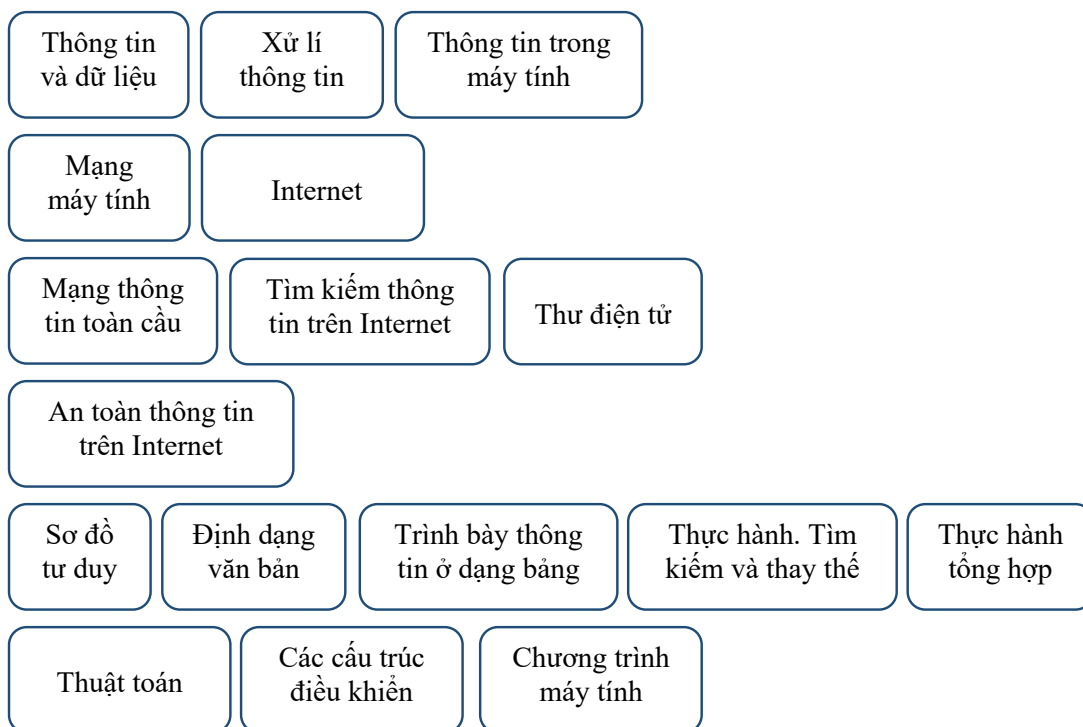 Thông tin
và dữ liệu
Xử lí
thông tin
Thông tin trong
máy tính
Mạng
máy tính
Internet
Mạng thông
tin toàn cầu
Tìm kiếm thông
tin trên Internet
Thư điện tử
An toàn thông tin
trên Internet
Sơ đồ
tư duy
Định dạng
văn bản
Trình bày thông
tin ở dạng bảng
Thực hành. Tìm
kiếm và thay thế
Thực hành
tổng hợp
Thuật toán
Các cấu trúc
điều khiển
Chương trình
máy tính